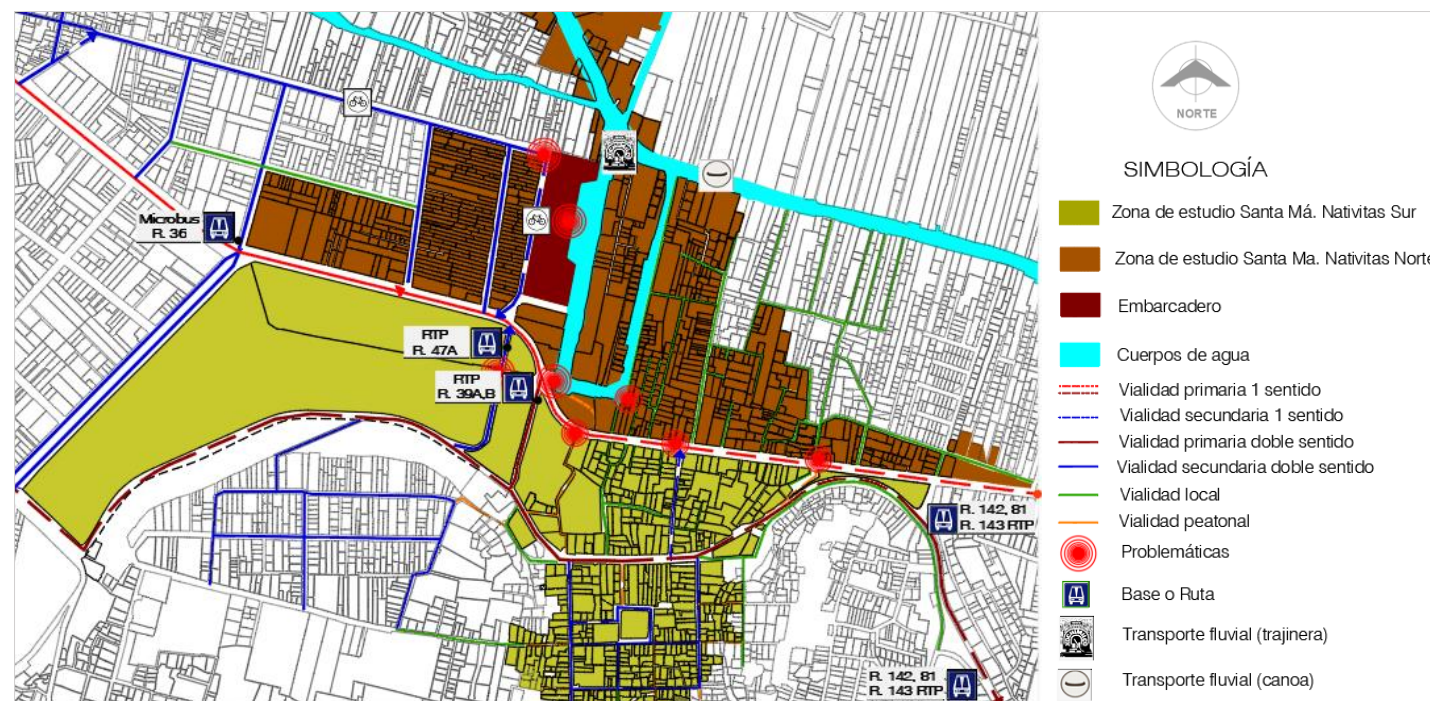 Microbus
R. 36
RTP
R. 47A
RTP
R. 39A,B
R. 142, 81
R. 143 RTP
R. 142, 81
R. 143 RTP
NORTE
SIMBOLOGÍA
Zona de estudio Santa Má. Nativitas Sur
Zona de estudio Santa Ma. Nativitas Norte
Embarcadero
Cuerpos de agua
Vialidad primaria 1 sentido
Vialidad secundaria 1 sentido
Vialidad primaria doble sentido
Vialidad secundaria doble sentido
Vialidad local
Vialidad peatonal
Problemáticas
Base o Ruta
Transporte fluvial (trajinera)
Transporte fluvial (canoa)